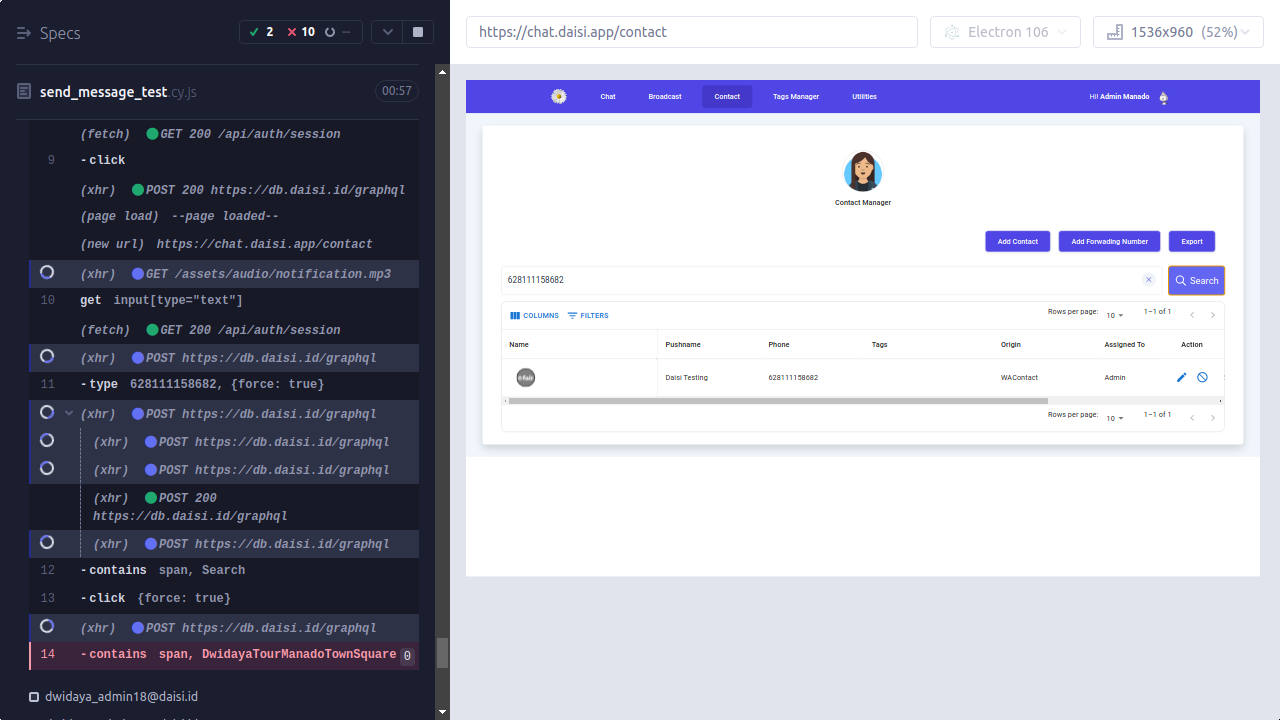 Specs
2
10
--
send_message_test.cy.js
00:57
(fetch) GET 200 /api/auth/session
9 -click
(xhr) POST 200 https://db.daisi.id/graphql
(page load) --page loaded--
(new url) https://chat.daisi.app/contact
(xhr) GET /assets/audio/notification.mp3
10 get input[type="text"]
(fetch) GET 200 /api/auth/session
(xhr) POST https://db.daisi.id/graphql
11 -type 628111158682, {force: true}
(xhr) POST https://db.daisi.id/graphql
(xhr) POST https://db.daisi.id/graphql
(xhr) POST https://db.daisi.id/graphql
(xhr) POST 200
https://db.daisi.id/graphql
(xhr) POST https://db.daisi.id/graphql
12 -contains span, Search
13 -click {force: true}
(xhr) POST https://db.daisi.id/graphql
14 -contains span, DwidayaTourManadoTownSquare 0
dwidaya_admin18@daisi.id
https://chat.daisi.app/contact
Electron 106
1536x960 (52%)
Chat
Broadcast
Contact
Tags Manager
Utilities
Hi! Admin Manado
Contact Manager
Add Contact
Add Forwading Number
Export
628111158682
Search
COLUMNS
FILTERS
Rows per page: 10 1–1 of 1
Name Pushname Phone Tags Origin Assigned To Action
Daisi Testing 628111158682 WAContact Admin
Rows per page: 10 1–1 of 1